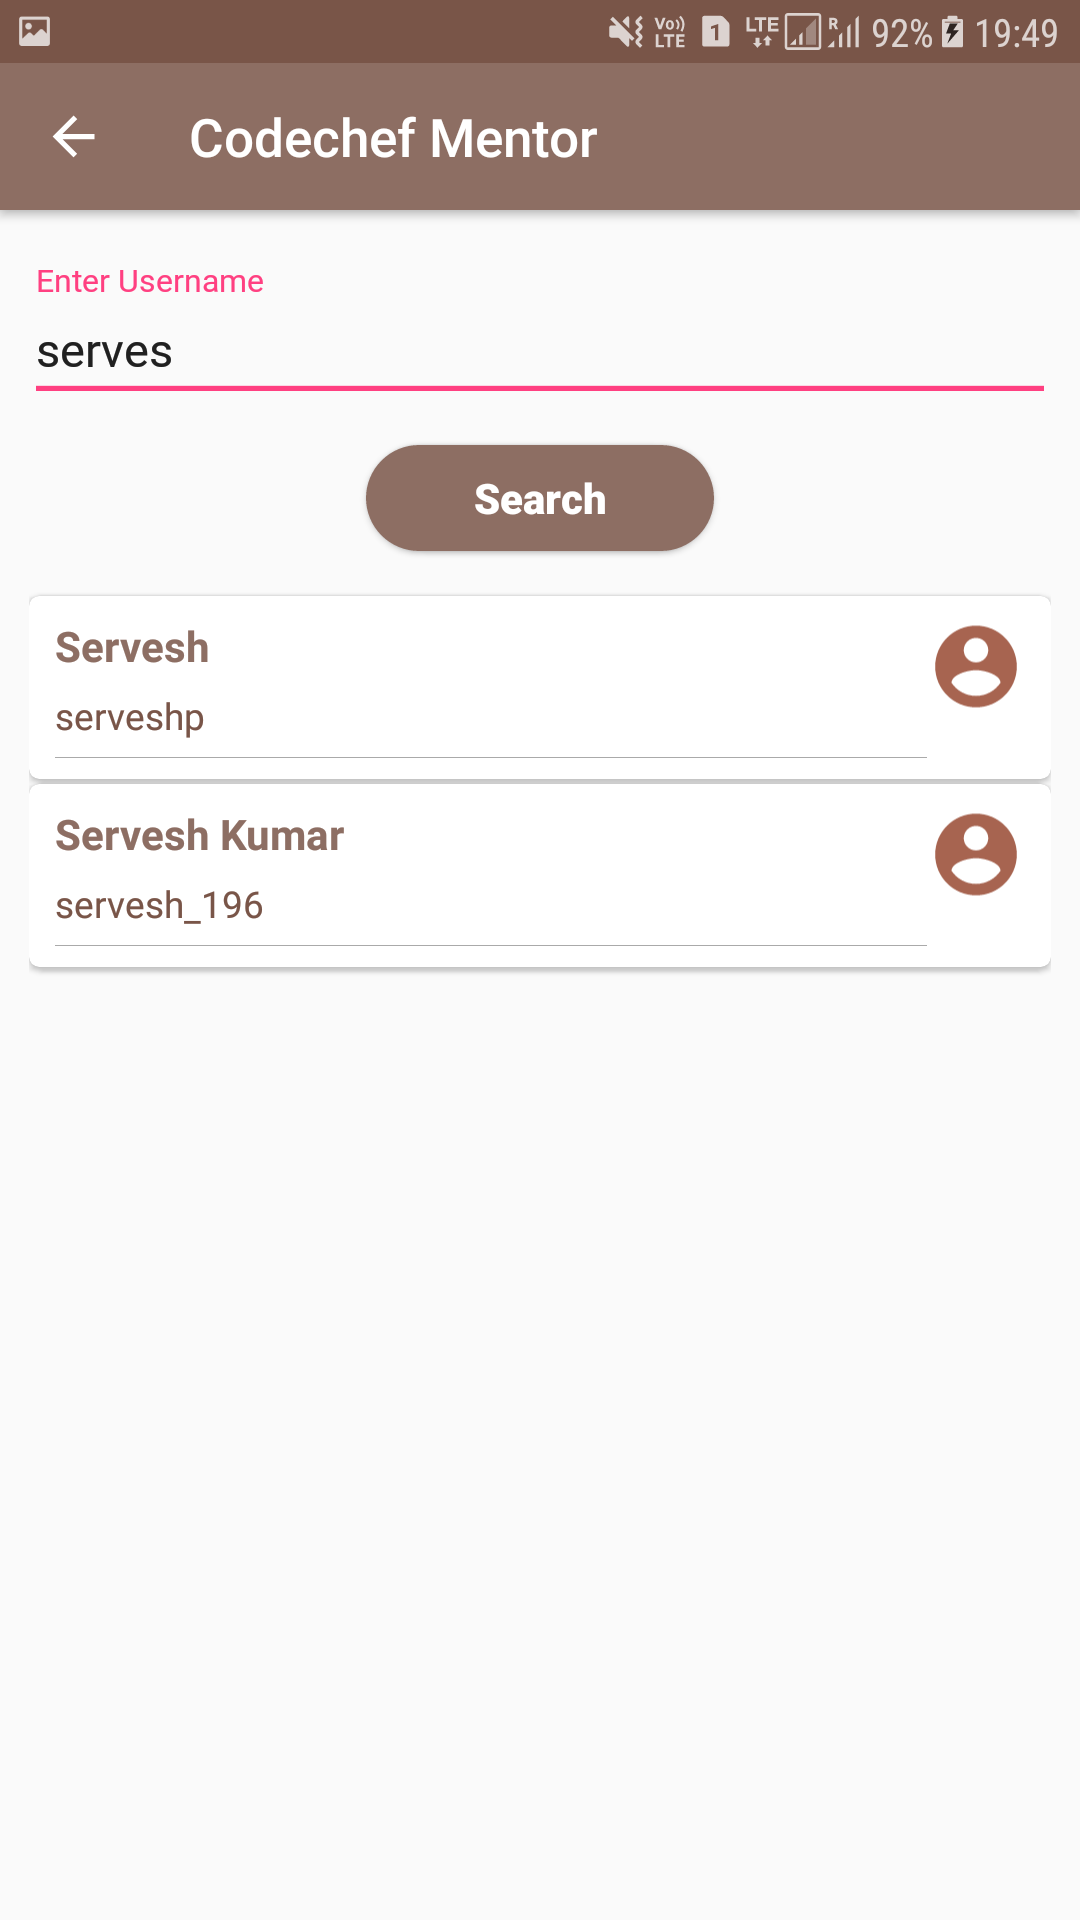 Vo)) LTE 1 LTE R 92% 19:49
Codechef Mentor
Enter Username
serves
Search
Servesh
serveshp
Servesh Kumar
servesh_196